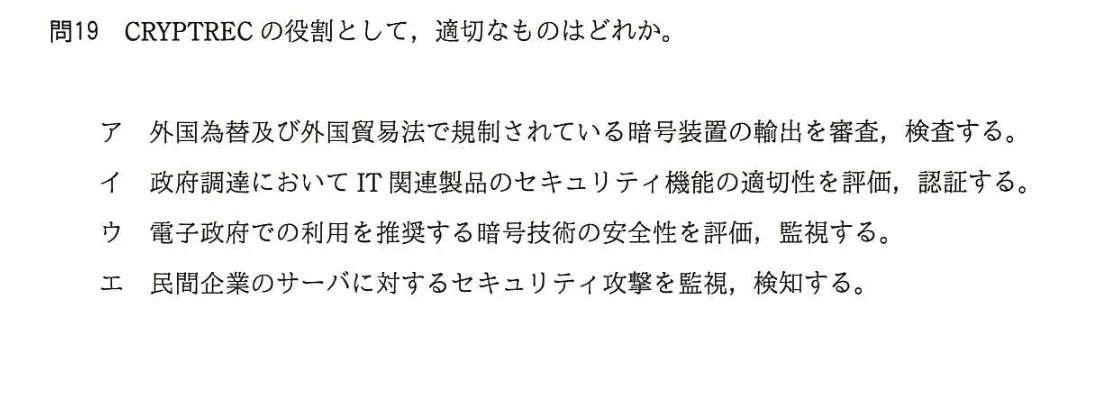 問19　CRYPTREC の役割として，適切なものはどれか。
ア　外国為替及び外国貿易法で規制されている暗号装置の輸出を審査，検査する。
イ　政府調達において IT 関連製品のセキュリティ機能の適切性を評価，認証する。
ウ　電子政府での利用を推奨する暗号技術の安全性を評価，監視する。
エ　民間企業のサーバに対するセキュリティ攻撃を監視，検知する。